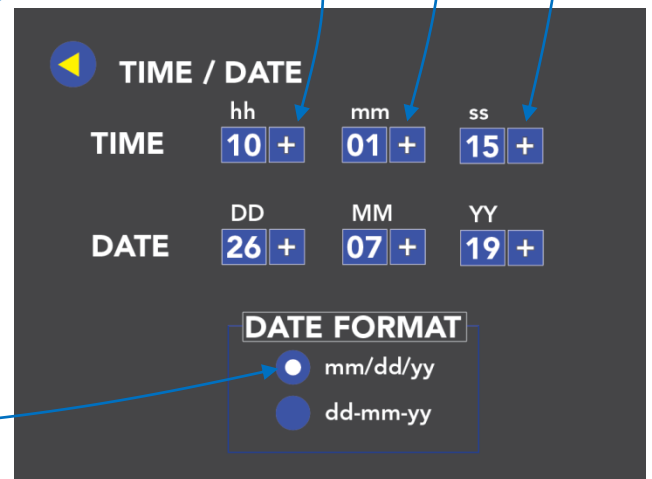 TIME / DATE
hh mm ss
TIME 10 + 01 + 15 +
DD MM YY
DATE 26 + 07 + 19 +
DATE FORMAT
mm/dd/yy
dd-mm-yy